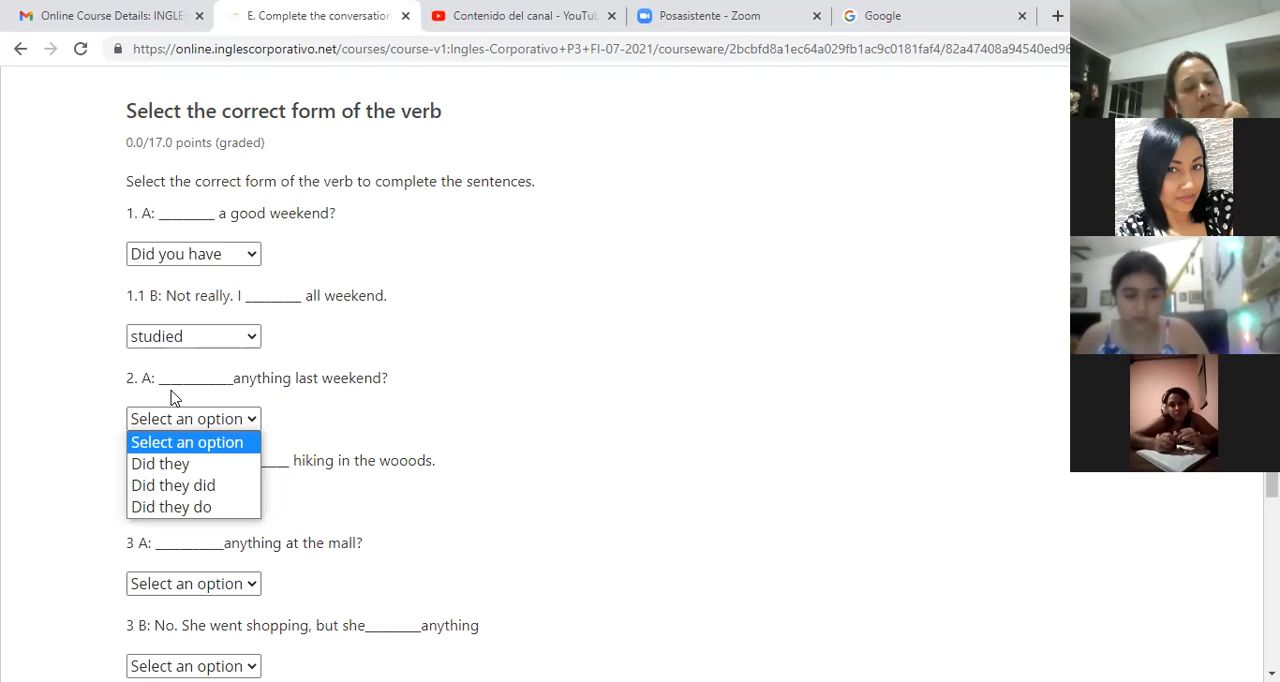 Online Course Details: INGLE
E. Complete the conversation
Contenido del canal - YouTu
Posasistente - Zoom
Google
https://online.inglescorporativo.net/courses/course-v1:Ingles-Corporativo+P3+FI-07-2021/courseware/2bcbfd8a1ec64a029fb1ac9c0181faf4/82a47408a94540ed96
Select the correct form of the verb
0.0/17.0 points (graded)
Select the correct form of the verb to complete the sentences.
1. A: ________ a good weekend?
Did you have
1.1 B: Not really. I ________ all weekend.
studied
2. A: ___________anything last weekend?
Select an option
Select an option
Did they
Did they did
Did they do
____ hiking in the wooods.
3 A: __________anything at the mall?
Select an option
3 B: No. She went shopping, but she________anything
Select an option